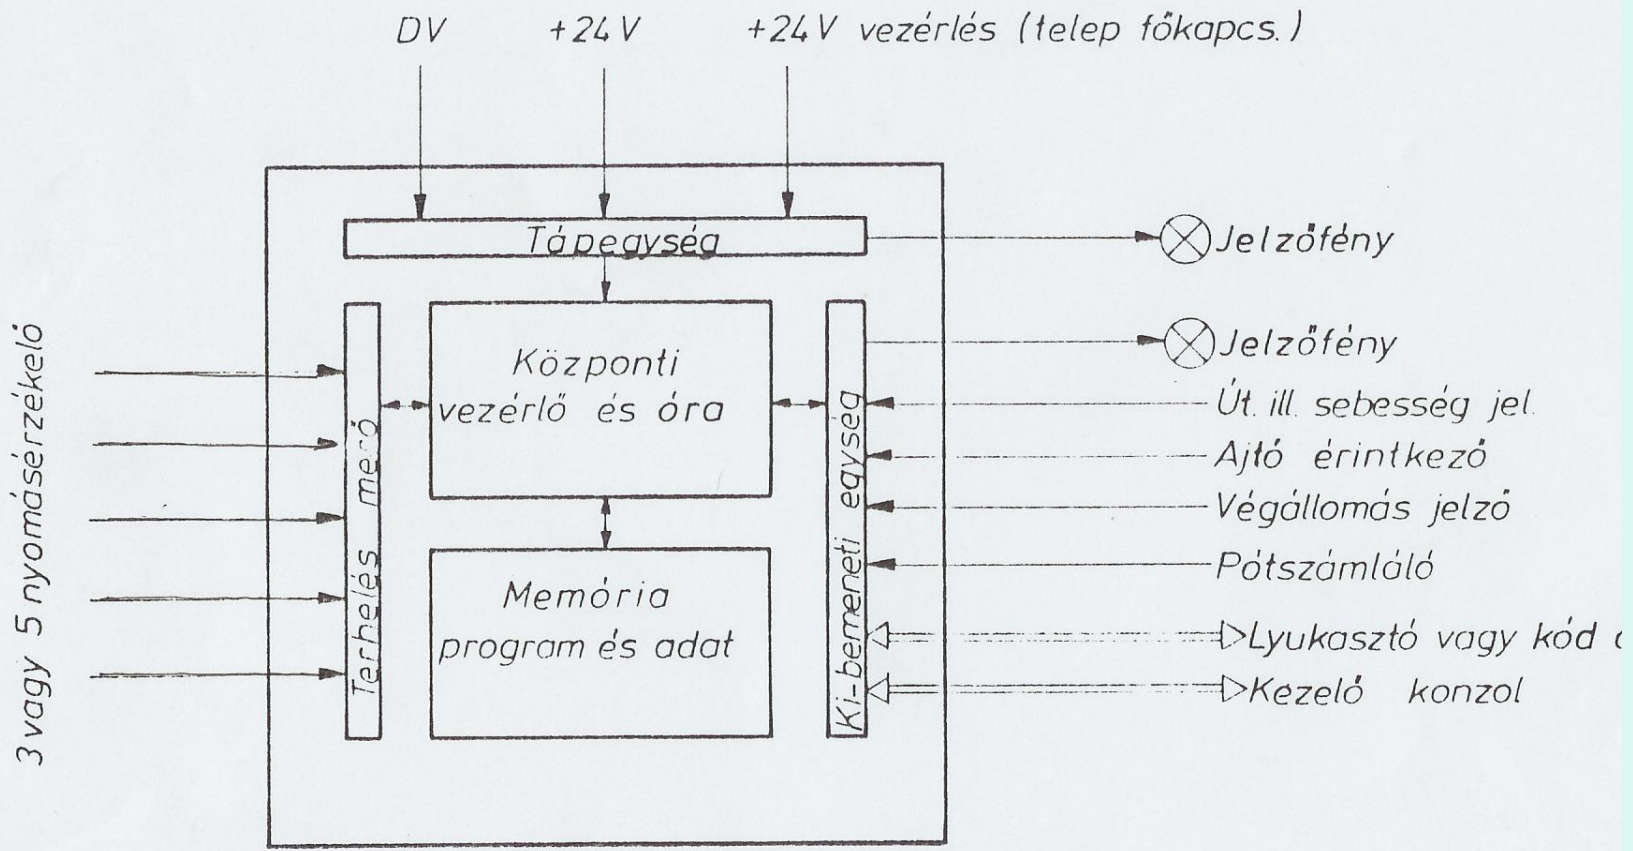 DV +24V +24V vezérlés (telep főkapcs.)
Tápegység
Jelzőfény
3 vagy 5 nyomásérzékelő
Terhelés mérő
Központi
vezérlő és óra
Memória
program és adat
Ki-bemeneti egység
Jelzőfény
Út. ill. sebesség jel.
Ajtó érintkező
Végállomás jelző
Pótszámláló
Lyukasztó vagy kód
Kezelő konzol